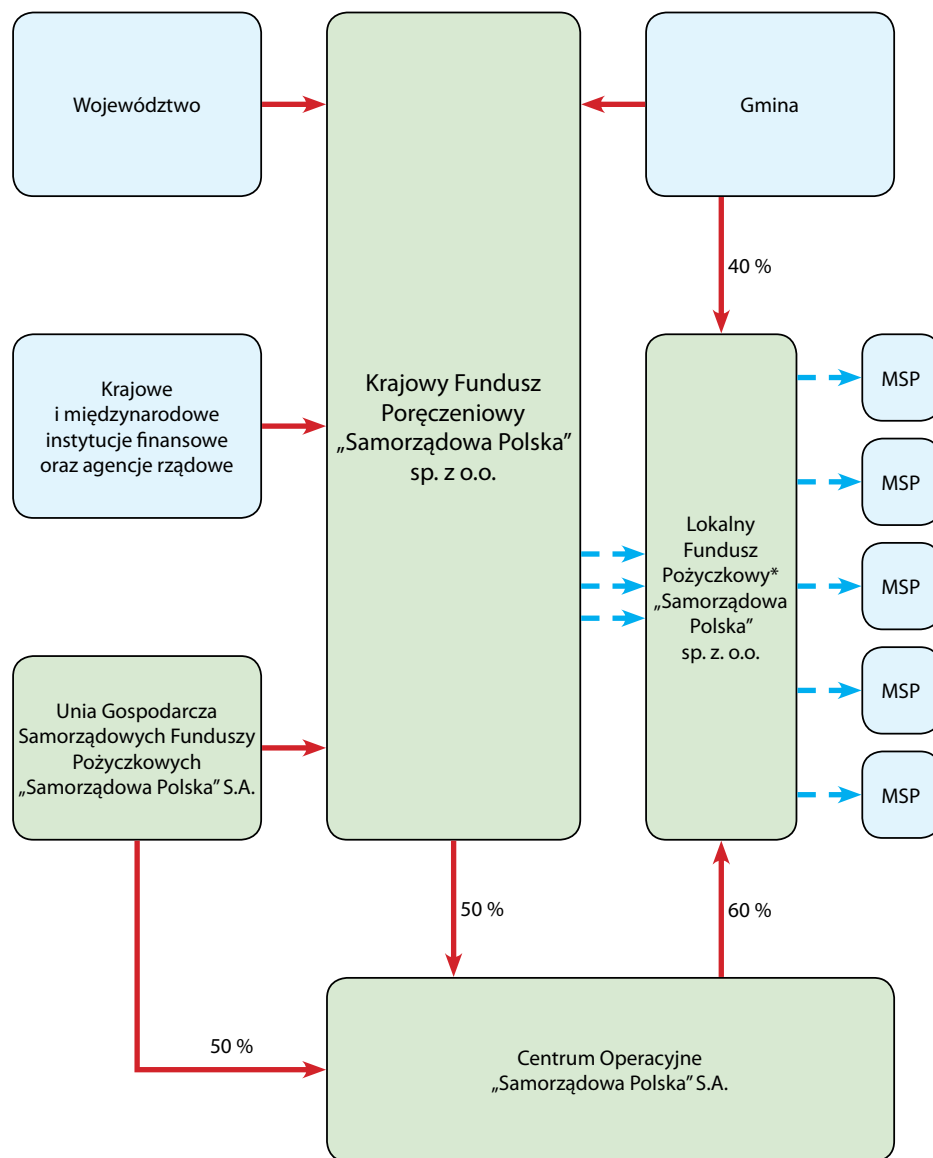 Województwo
Gmina
40 %
Krajowe
i międzynarodowe
instytucje finansowe
oraz agencje rządowe
Krajowy Fundusz
Poręczeniowy
„Samorządowa Polska”
sp. z o.o.
MSP
MSP
MSP
MSP
MSP
Lokalny
Fundusz
Pożyczkowy*
„Samorządowa
Polska”
sp. z. o.o.
Unia Gospodarcza
Samorządowych Funduszy
Pożyczkowych
„Samorządowa Polska” S.A.
50 %
60 %
50 %
Centrum Operacyjne
„Samorządowa Polska” S.A.